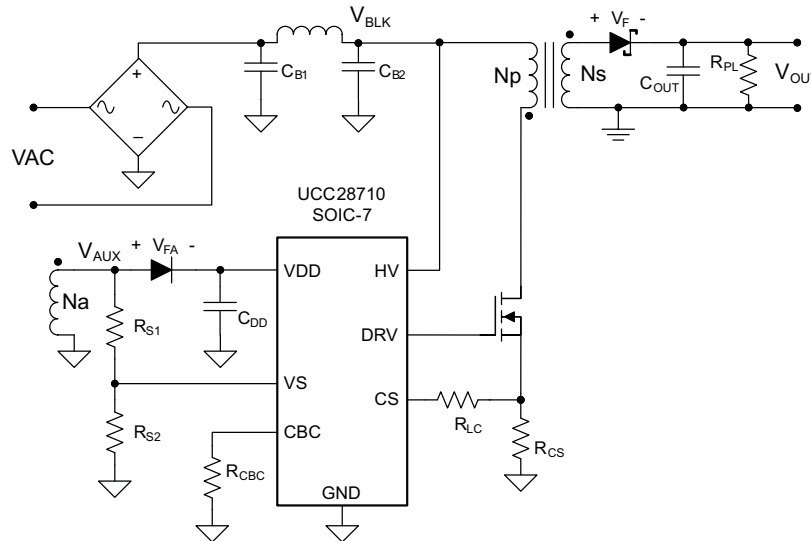 V_BLK
+ V_F -
+
−
C_B1
C_B2
Np
Ns
C_OUT
R_PL
V_OUT
VAC
UCC28710
SOIC-7
V_AUX
+ V_FA -
VDD
HV
Na
R_S1
C_DD
DRV
VS
CS
R_LC
R_S2
CBC
R_CS
R_CBC
GND